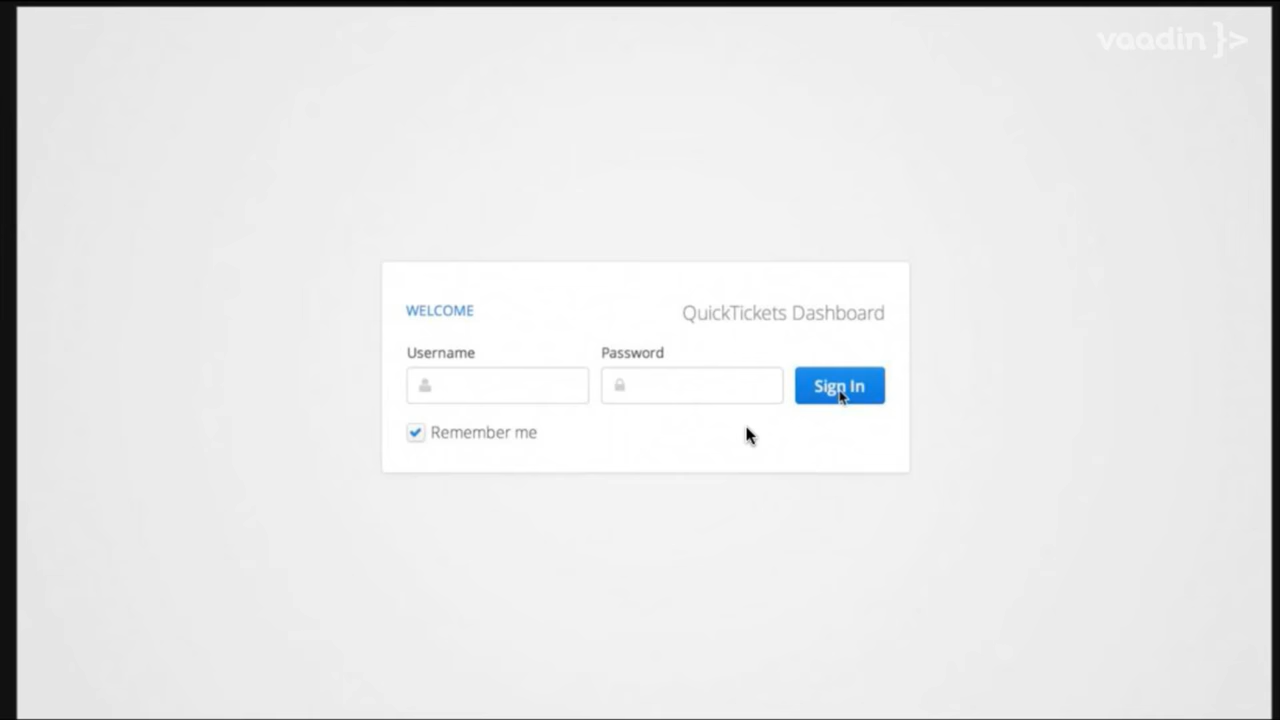 vaadin }>
WELCOME
QuickTickets Dashboard
Username
Password
Sign In
Remember me